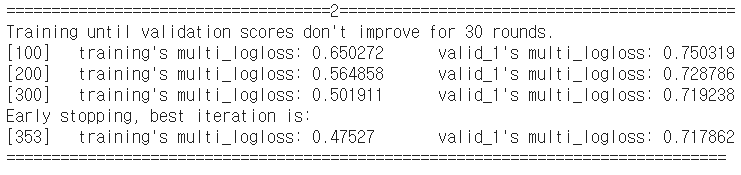 ====================================2============================================
Training until validation scores don't improve for 30 rounds.
[100]	training's multi_logloss: 0.650272	valid_1's multi_logloss: 0.750319
[200]	training's multi_logloss: 0.564858	valid_1's multi_logloss: 0.728786
[300]	training's multi_logloss: 0.501911	valid_1's multi_logloss: 0.719238
Early stopping, best iteration is:
[353]	training's multi_logloss: 0.47527	valid_1's multi_logloss: 0.717862
================================================================================